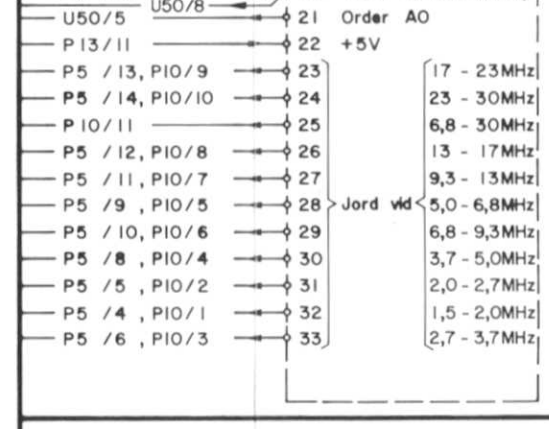 U50/8
U50/5 21 Order AO
P13/11 22 +5V
P5 /13, P10/9 23 17 - 23MHz
P5 /14, P10/10 24 23 - 30MHz
P10/11 25 6,8 - 30MHz
P5 /12, P10/8 26 13 - 17MHz
P5 /11, P10/7 27 9,3 - 13MHz
P5 /9 , P10/5 28 Jord vid 5,0 - 6,8MHz
P5 /10, P10/6 29 6,8 - 9,3MHz
P5 /8 , P10/4 30 3,7 - 5,0MHz
P5 /5 , P10/2 31 2,0 - 2,7MHz
P5 /4 , P10/1 32 1,5 - 2,0MHz
P5 /6 , P10/3 33 2,7 - 3,7MHz